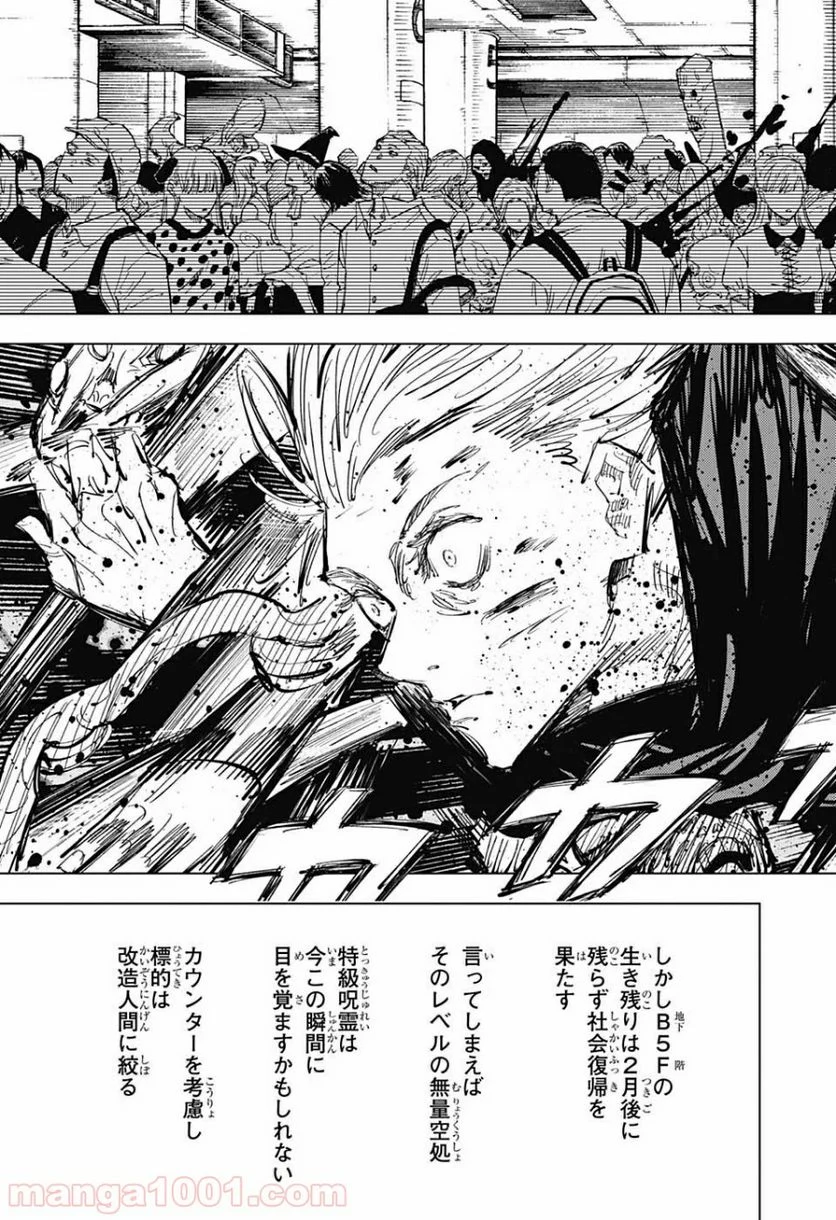 ガ
ガ
ガ
しかしB5Fの
生き残りは2月後に
残らず社会復帰を
果たす
言ってしまえば
そのレベルの無量空処
特級呪霊は
今この瞬間に
目を覚ますかもしれない
カウンターを考慮し
標的は
改造人間に絞る
manga1001.com